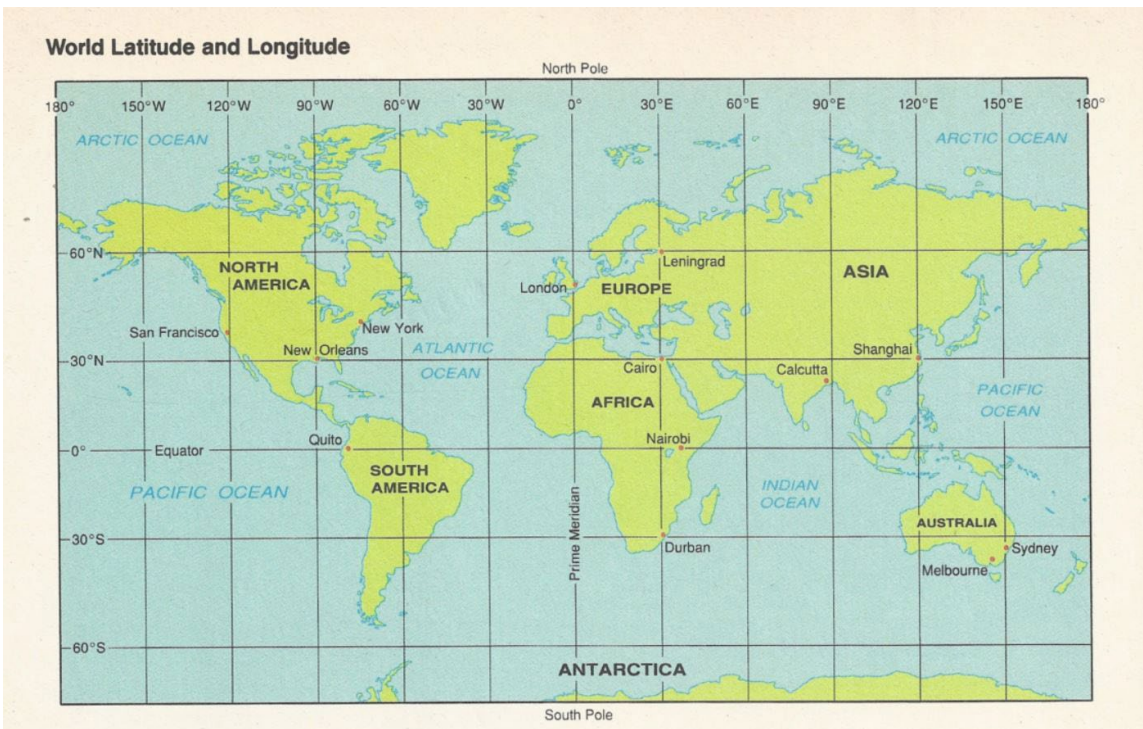 World Latitude and Longitude
North Pole
180° 150°W 120°W 90°W 60°W 30°W 0° 30°E 60°E 90°E 120°E 150°E 180°
ARCTIC OCEAN
ARCTIC OCEAN
60°N
Leningrad
NORTH
AMERICA
ASIA
London
EUROPE
San Francisco
New York
New Orleans
ATLANTIC
OCEAN
Shanghai
30°N
Cairo
Calcutta
PACIFIC
OCEAN
AFRICA
Quito
Nairobi
0°
Equator
SOUTH
AMERICA
PACIFIC OCEAN
INDIAN
OCEAN
Prime Meridian
AUSTRALIA
30°S
Durban
Sydney
Melbourne
60°S
ANTARCTICA
South Pole